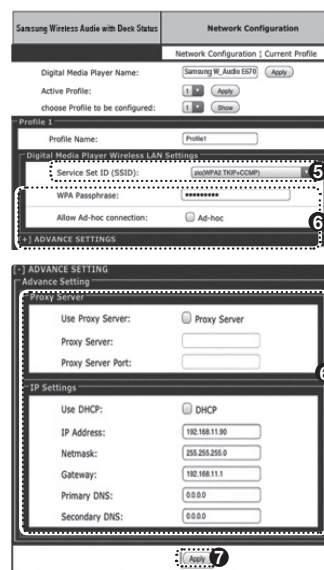 Samsung Wireless Audio with Dock Status
Network Configuration
Network Configuration | Current Profile
Digital Media Player Name: Samsung W_Audio E670 Apply
Active Profile: 1 Apply
choose Profile to be configured: 1 Show
Profile 1
Profile Name: Profile1
Digital Media Player Wireless LAN Settings
Service Set ID (SSID): zio(WPA2 TKIP+CCMP) 5
WPA Passphrase: •••••••••
Allow Ad-hoc connection: Ad-hoc 6
[+] ADVANCE SETTINGS
[-] ADVANCE SETTING
Advance Setting
Proxy Server
Use Proxy Server: Proxy Server
Proxy Server:
Proxy Server Port:
6
IP Settings
Use DHCP: DHCP
IP Address: 192.168.11.90
Netmask: 255.255.255.0
Gateway: 192.168.11.1
Primary DNS: 0.0.0.0
Secondary DNS: 0.0.0.0
Apply 7